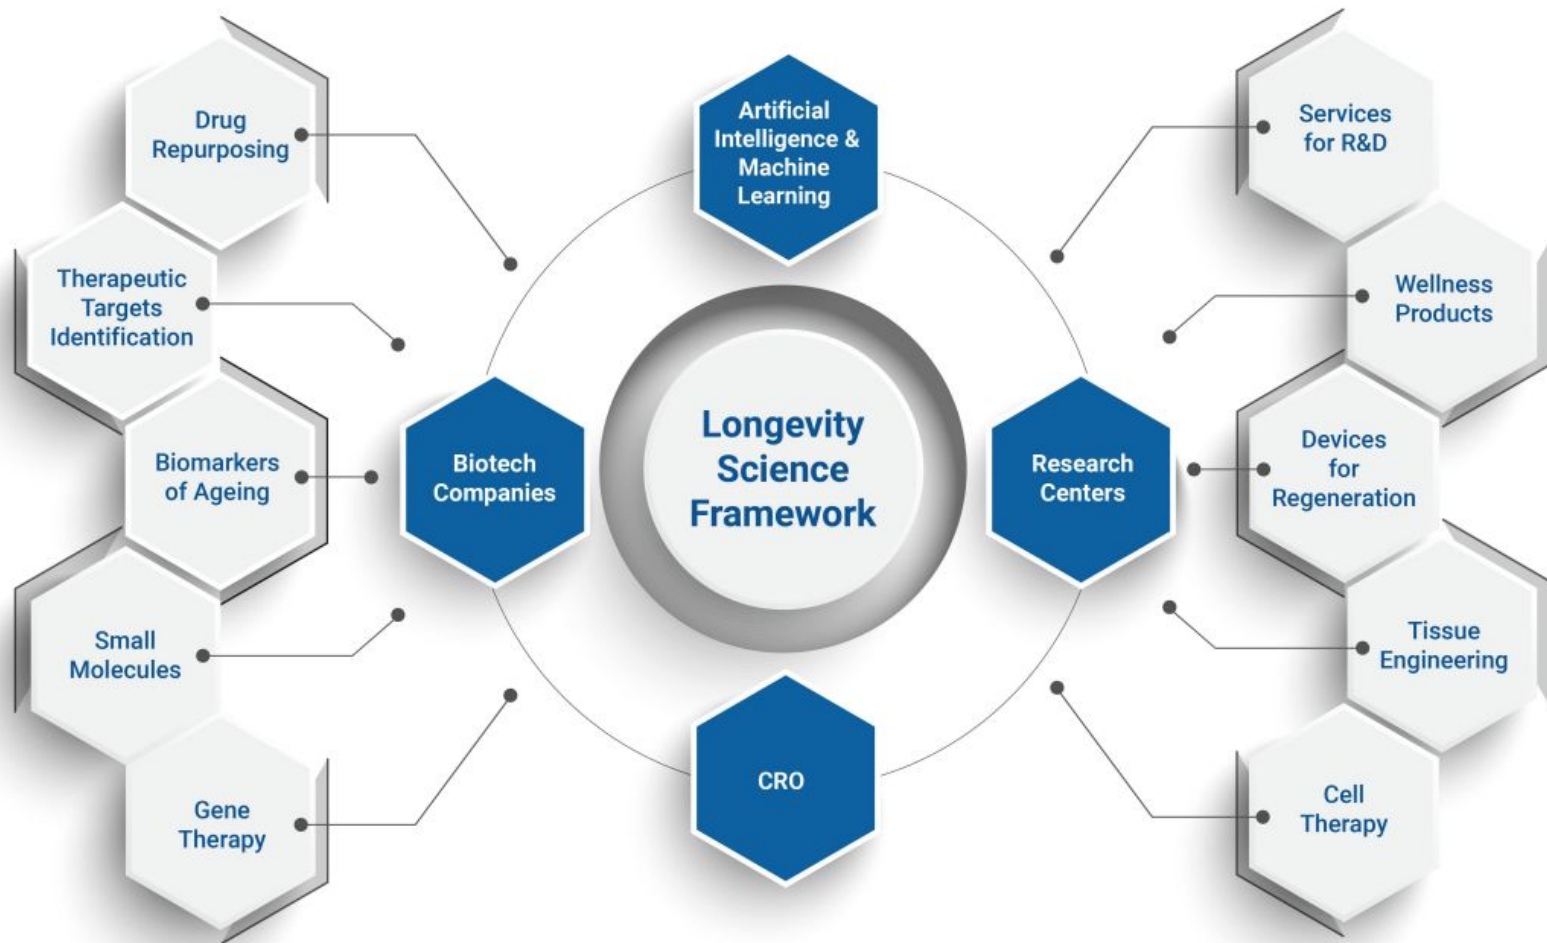 Drug
Repurposing
Therapeutic
Targets
Identification
Biomarkers
of Ageing
Small
Molecules
Gene
Therapy
Artificial
Intelligence &
Machine
Learning
Biotech
Companies
Longevity
Science
Framework
Research
Centers
CRO
Services
for R&D
Wellness
Products
Devices
for
Regeneration
Tissue
Engineering
Cell
Therapy